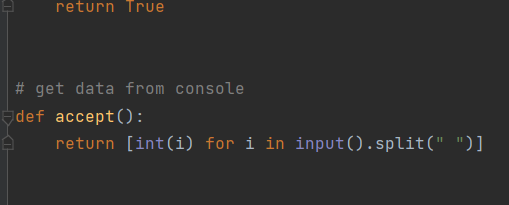 return True
# get data from console
def accept():
return [int(i) for i in input().split(" ")]